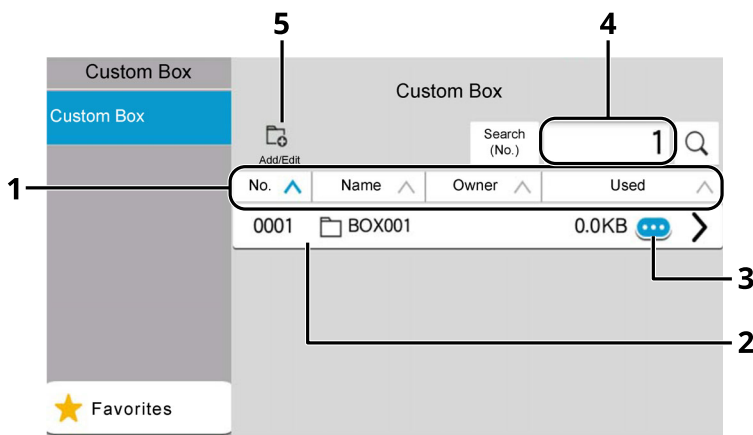 5
4
Custom Box
Custom Box
Custom Box
Add/Edit
Search
(No.)
1
1
No. Name Owner Used
0001 BOX001 0.0KB
3
2
Favorites